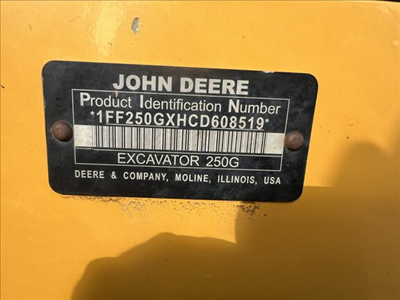 JOHN DEERE
Product Identification Number
*1FF250GXHCD608519*
EXCAVATOR 250G
DEERE & COMPANY, MOLINE, ILLINOIS, USA